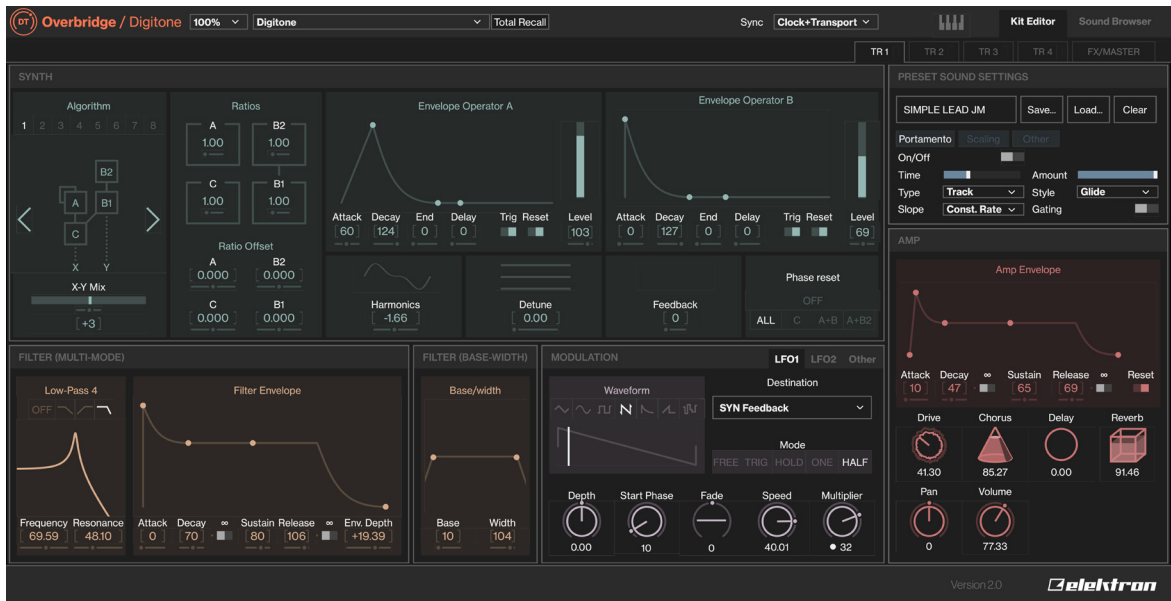 DT Overbridge / Digitone 100% Digitone Total Recall Sync Clock+Transport Kit Editor Sound Browser
TR 1 TR 2 TR 3 TR 4 FX/MASTER
SYNTH
Algorithm
1 2 3 4 5 6 7 8
B2
A B1
C
X Y
X-Y Mix
[+3]
Ratios
A B2
1.00 1.00
C B1
1.00 1.00
Ratio Offset
A B2
[0.000] [0.000]
C B1
[0.000] [0.000]
Envelope Operator A
Attack Decay End Delay Trig Reset Level
[60] [124] [0] [0] [103]
Envelope Operator B
Attack Decay End Delay Trig Reset Level
[0] [127] [0] [0] [69]
Harmonics
[-1.66]
Detune
[0.00]
Feedback
[0]
Phase reset
OFF
ALL C A+B A+B2
PRESET SOUND SETTINGS
SIMPLE LEAD JM Save... Load... Clear
Portamento Scaling Other
On/Off
Time Amount
Type Track Style Glide
Slope Const. Rate Gating
AMP
Amp Envelope
Attack Decay ∞ Sustain Release ∞ Reset
[10] [47] [65] [69]
Drive Chorus Delay Reverb
41.30 85.27 0.00 91.46
Pan Volume
0 77.33
FILTER (MULTI-MODE)
Low-Pass 4
OFF
Frequency Resonance
[69.59] [48.10]
Filter Envelope
Attack Decay ∞ Sustain Release ∞ Env. Depth
[0] [70] [80] [106] [+19.39]
FILTER (BASE-WIDTH)
Base/width
Base Width
[10] [104]
MODULATION LFO1 LFO2 Other
Waveform
Destination
SYN Feedback
Mode
FREE TRIG HOLD ONE HALF
Depth Start Phase Fade Speed Multiplier
0.00 10 0 40.01 32
Version 2.0 elektron